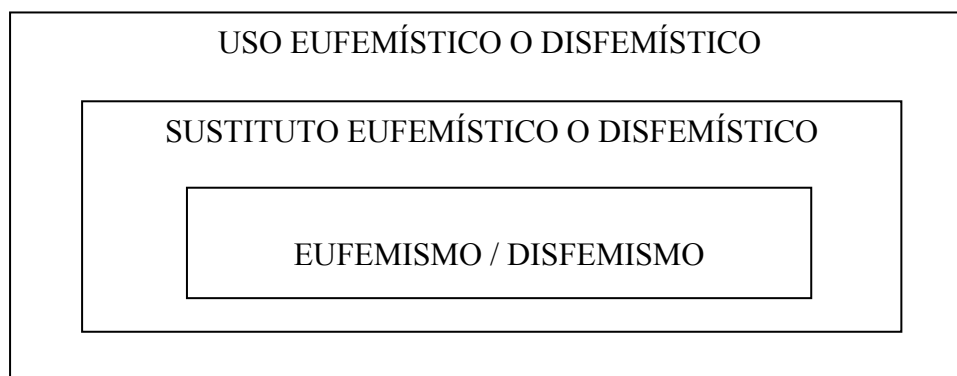 USO EUFEMÍSTICO O DISFEMÍSTICO
SUSTITUTO EUFEMÍSTICO O DISFEMÍSTICO
EUFEMISMO / DISFEMISMO